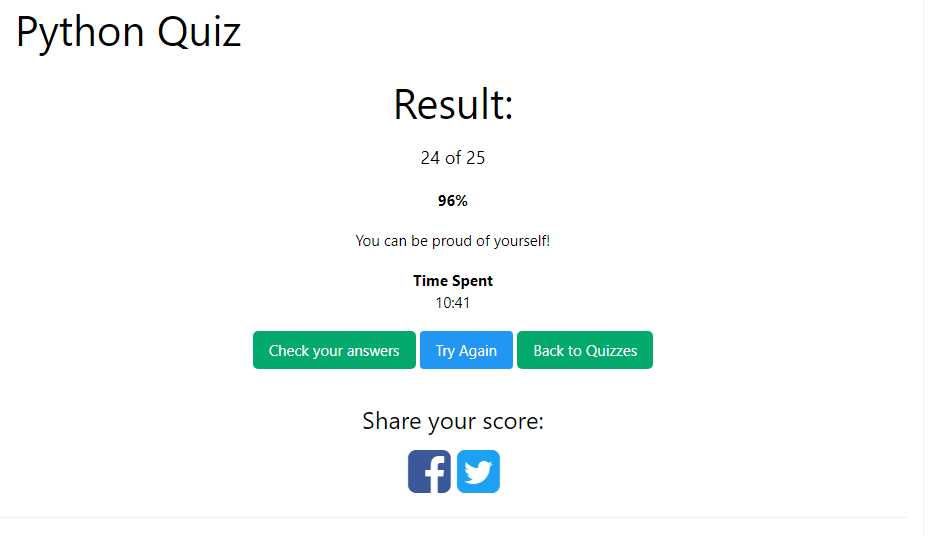 Python Quiz
Result:
24 of 25
96%
You can be proud of yourself!
Time Spent
10:41
Check your answers
Try Again
Back to Quizzes
Share your score: